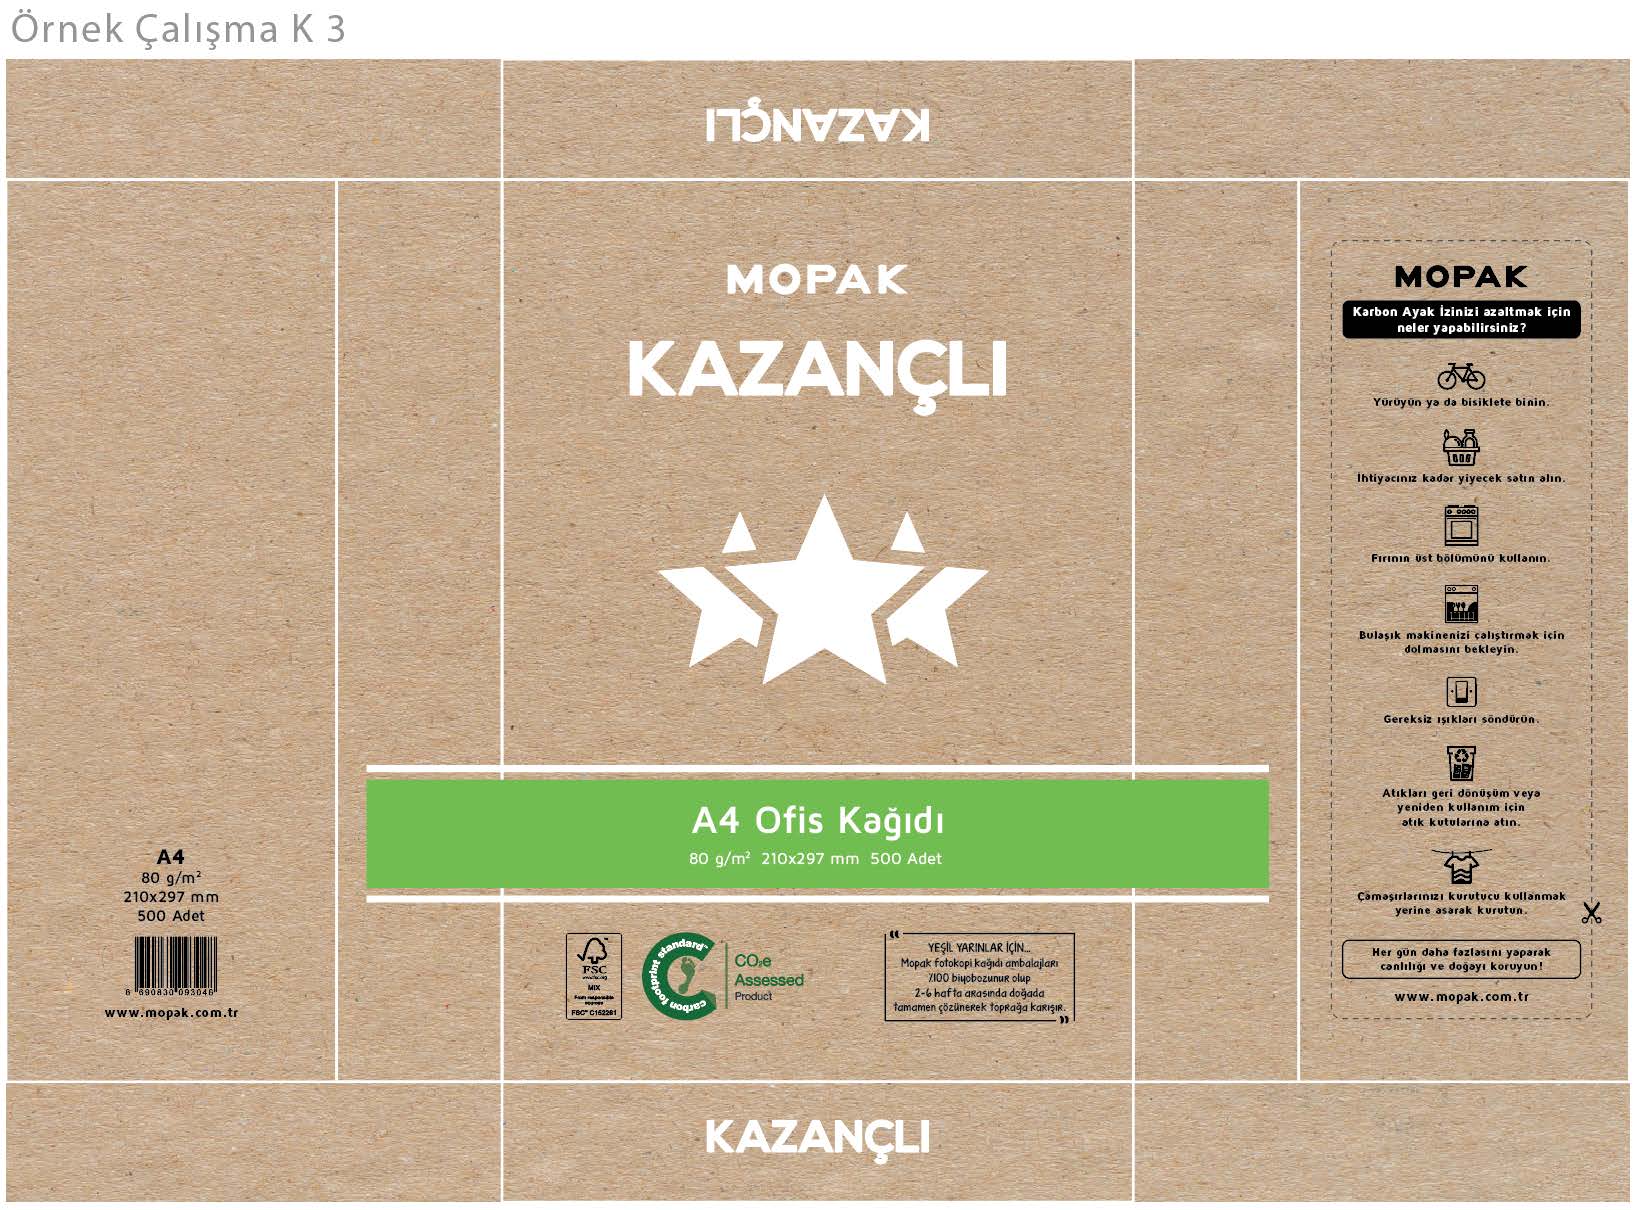 Örnek Çalışma K 3
KAZANÇLI
MOPAK
KAZANÇLI
A4 Ofis Kağıdı
80 g/m² 210x297 mm 500 Adet
A4
80 g/m²
210x297 mm
500 Adet
8 690830 093046
www.mopak.com.tr
FSC
www.fsc.org
MIX
From responsible
sources
FSC™ C152261
carbon footprint standard™
CO₂e
Assessed
Product
YEŞİL YARINLAR İÇİN...
Mopak fotokopi kağıdı ambalajları
%100 biyobozunur olup
2-6 hafta arasında doğada
tamamen çözünerek toprağa karışır.
MOPAK
Karbon Ayak İzinizi azaltmak için
neler yapabilirsiniz?
Yürüyün ya da bisiklete binin.
İhtiyacınız kadar yiyecek satın alın.
Fırının üst bölümünü kullanın.
Bulaşık makinenizi çalıştırmak için
dolmasını bekleyin.
Gereksiz ışıkları söndürün.
Atıkları geri dönüşüm veya
yeniden kullanım için
atık kutularına atın.
Çamaşırlarınızı kurutucu kullanmak
yerine asarak kurutun.
Her gün daha fazlasını yaparak
canlılığı ve doğayı koruyun!
www.mopak.com.tr
KAZANÇLI